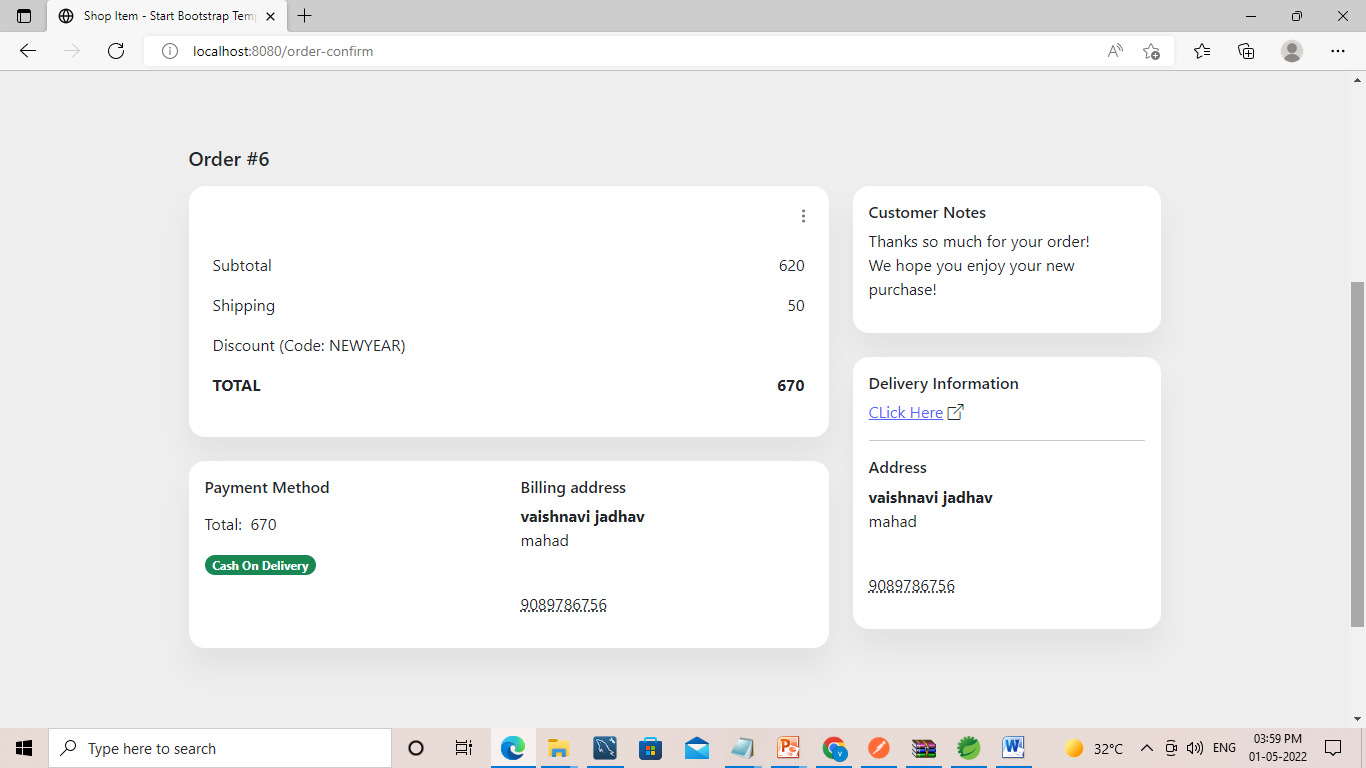 Shop Item - Start Bootstrap Tem
localhost:8080/order-confirm
Order #6
Subtotal 620
Shipping 50
Discount (Code: NEWYEAR)
TOTAL 670
Customer Notes
Thanks so much for your order!
We hope you enjoy your new
purchase!
Payment Method
Total: 670
Cash On Delivery
Billing address
vaishnavi jadhav
mahad
9089786756
Delivery Information
CLick Here
Address
vaishnavi jadhav
mahad
9089786756
Type here to search
32°C
ENG
03:59 PM
01-05-2022